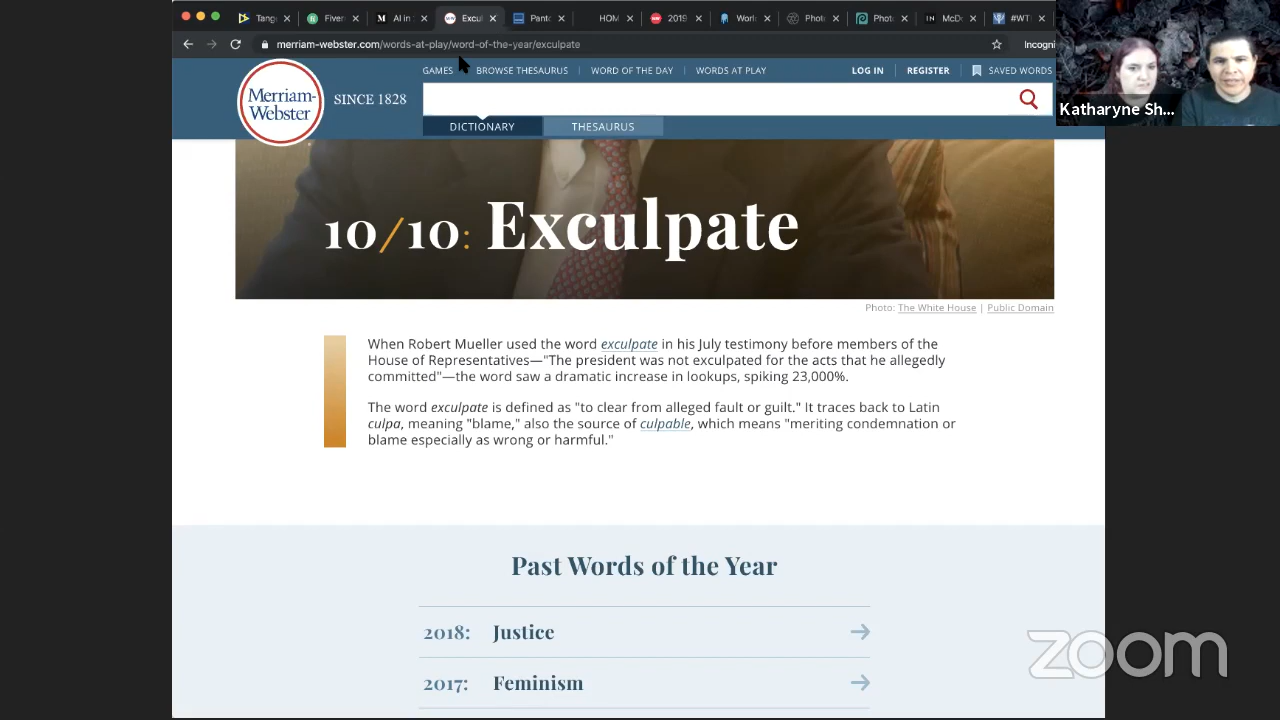 Tang
Fiver
AI in
Excul
Pant
HOM
2019
Worl
Phot
Phot
McD
#WT
merriam-webster.com/words-at-play/word-of-the-year/exculpate
Incogni
GAMES BROWSE THESAURUS WORD OF THE DAY WORDS AT PLAY LOG IN REGISTER SAVED WORDS
Merriam-
Webster
SINCE 1828
DICTIONARY THESAURUS
Katharyne Sh...
10/10: Exculpate
Photo: The White House | Public Domain
When Robert Mueller used the word exculpate in his July testimony before members of the
House of Representatives—"The president was not exculpated for the acts that he allegedly
committed"—the word saw a dramatic increase in lookups, spiking 23,000%.
The word exculpate is defined as "to clear from alleged fault or guilt." It traces back to Latin
culpa, meaning "blame," also the source of culpable, which means "meriting condemnation or
blame especially as wrong or harmful."
Past Words of the Year
2018: Justice
2017: Feminism
zoom